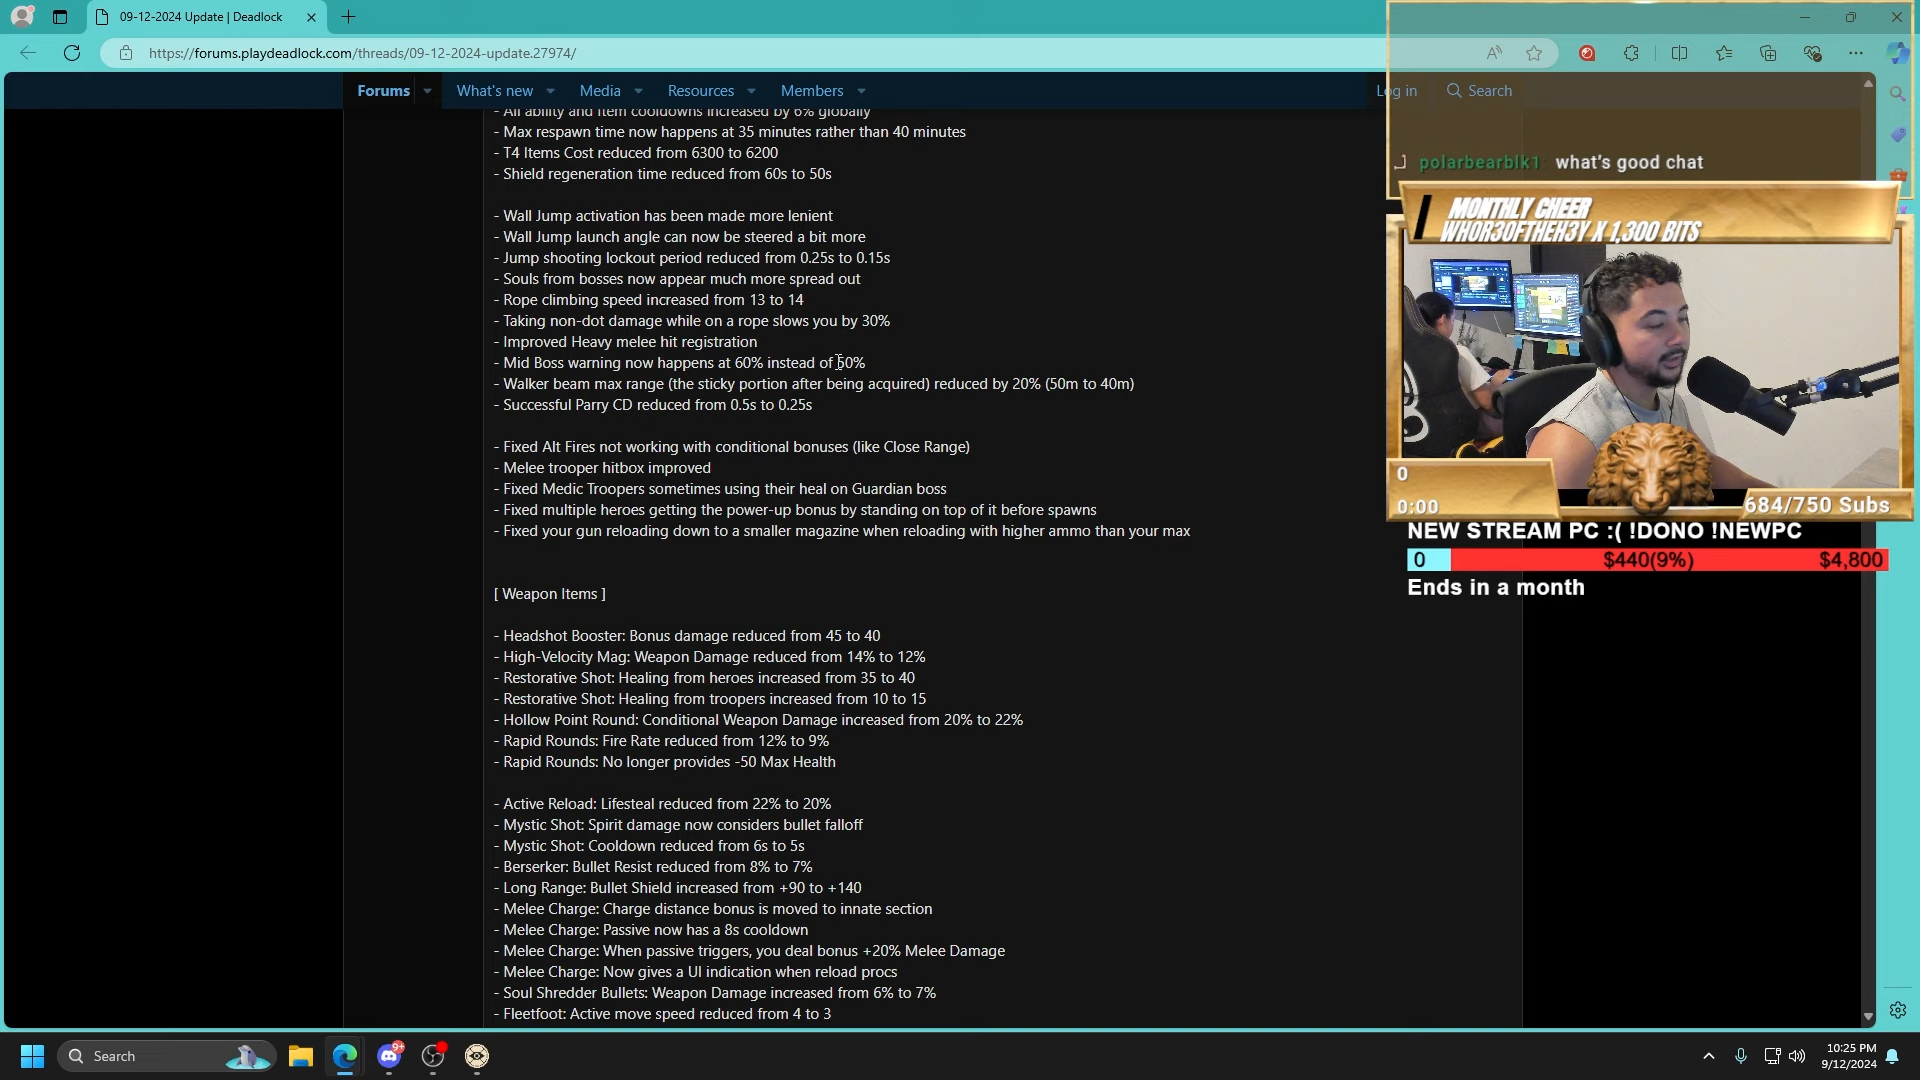 09-12-2024 Update | Deadlock
https://forums.playdeadlock.com/threads/09-12-2024-update.27974/
Forums What's new Media Resources Members Log in Search
- All ability and item cooldowns increased by 6% globally
- Max respawn time now happens at 35 minutes rather than 40 minutes
- T4 Items Cost reduced from 6300 to 6200
- Shield regeneration time reduced from 60s to 50s
- Wall Jump activation has been made more lenient
- Wall Jump launch angle can now be steered a bit more
- Jump shooting lockout period reduced from 0.25s to 0.15s
- Souls from bosses now appear much more spread out
- Rope climbing speed increased from 13 to 14
- Taking non-dot damage while on a rope slows you by 30%
- Improved Heavy melee hit registration
- Mid Boss warning now happens at 60% instead of 50%
- Walker beam max range (the sticky portion after being acquired) reduced by 20% (50m to 40m)
- Successful Parry CD reduced from 0.5s to 0.25s
- Fixed Alt Fires not working with conditional bonuses (like Close Range)
- Melee trooper hitbox improved
- Fixed Medic Troopers sometimes using their heal on Guardian boss
- Fixed multiple heroes getting the power-up bonus by standing on top of it before spawns
- Fixed your gun reloading down to a smaller magazine when reloading with higher ammo than your max
[ Weapon Items ]
- Headshot Booster: Bonus damage reduced from 45 to 40
- High-Velocity Mag: Weapon Damage reduced from 14% to 12%
- Restorative Shot: Healing from heroes increased from 35 to 40
- Restorative Shot: Healing from troopers increased from 10 to 15
- Hollow Point Round: Conditional Weapon Damage increased from 20% to 22%
- Rapid Rounds: Fire Rate reduced from 12% to 9%
- Rapid Rounds: No longer provides -50 Max Health
- Active Reload: Lifesteal reduced from 22% to 20%
- Mystic Shot: Spirit damage now considers bullet falloff
- Mystic Shot: Cooldown reduced from 6s to 5s
- Berserker: Bullet Resist reduced from 8% to 7%
- Long Range: Bullet Shield increased from +90 to +140
- Melee Charge: Charge distance bonus is moved to innate section
- Melee Charge: Passive now has a 8s cooldown
- Melee Charge: When passive triggers, you deal bonus +20% Melee Damage
- Melee Charge: Now gives a UI indication when reload procs
- Soul Shredder Bullets: Weapon Damage increased from 6% to 7%
- Fleetfoot: Active move speed reduced from 4 to 3
polarbearblk1 what's good chat
MONTHLY CHEER
WHOR3OFTHEH3Y X 1,300 BITS
0
0:00
684/750 Subs
NEW STREAM PC :( !DONO !NEWPC
0 $440(9%) $4,800
Ends in a month
Search
9+
10:25 PM
9/12/2024